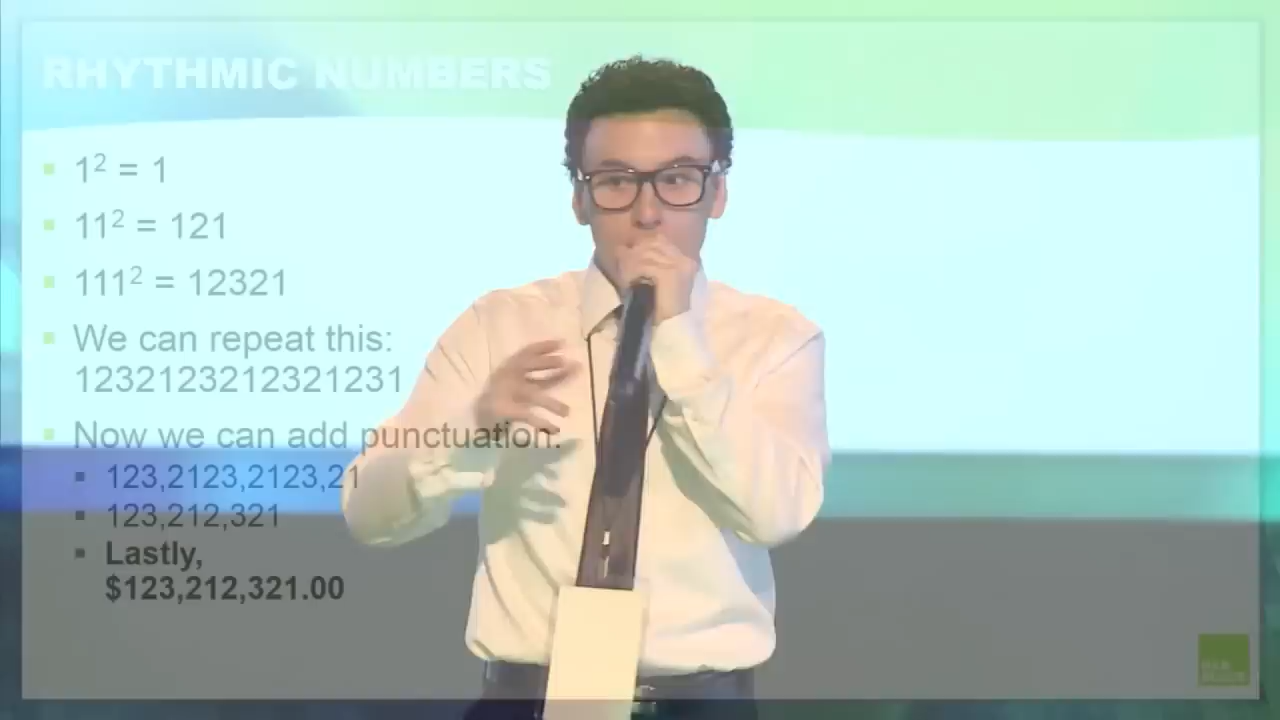 RHYTHMIC NUMBERS
1² = 1
11² = 121
111² = 12321
We can repeat this:
1232123212321231
Now we can add punctuation:
123,2123,2123,21
123,212,321
Lastly,
$123,212,321.00
H&R
BLOCK